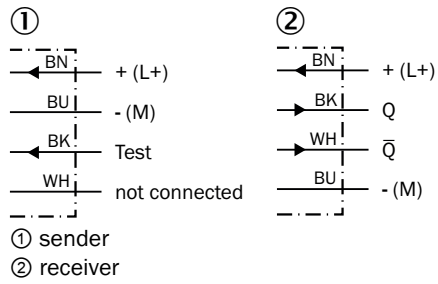 ① ②
BN + (L+) BN + (L+)
BU - (M) BK Q
BK Test WH Q̅
WH not connected BU - (M)
① sender
② receiver